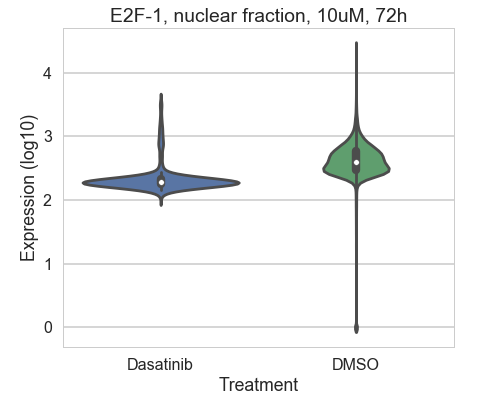 E2F-1, nuclear fraction, 10uM, 72h
Expression (log10)
4
3
2
1
0
Dasatinib
DMSO
Treatment